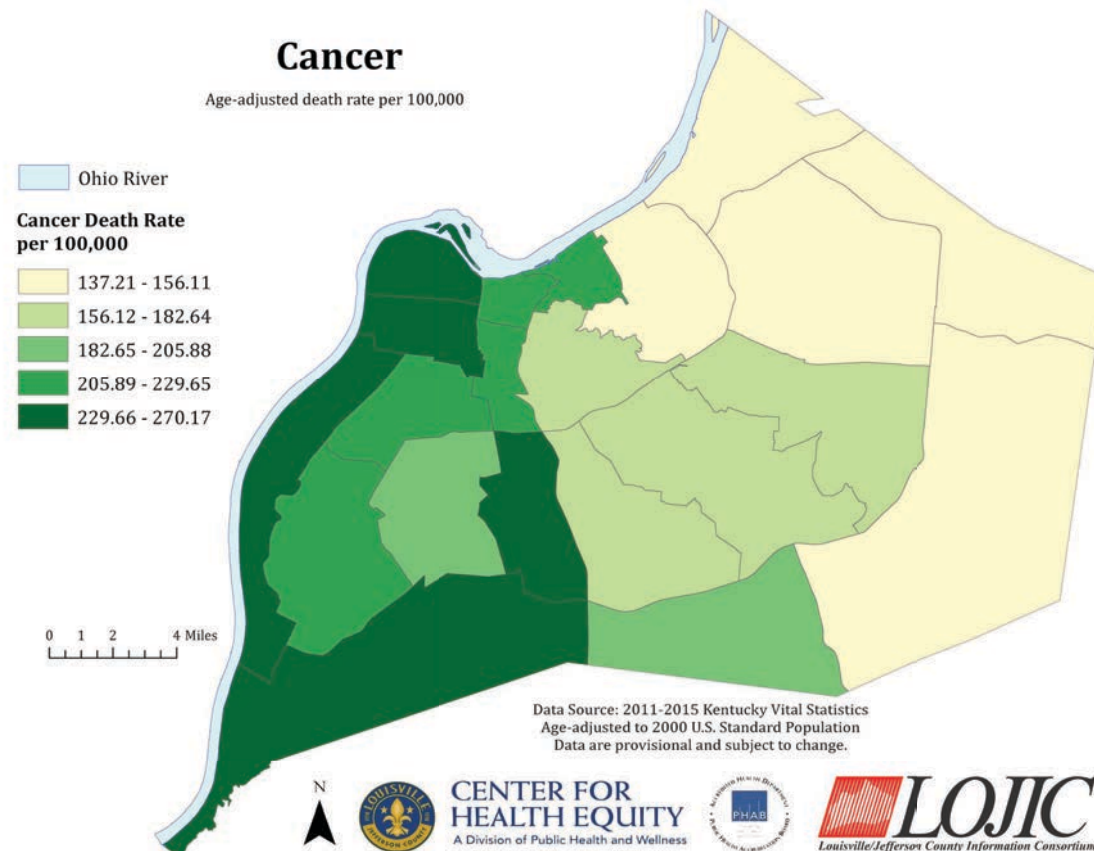 Cancer
Age-adjusted death rate per 100,000
Ohio River
Cancer Death Rate
per 100,000
137.21 - 156.11
156.12 - 182.64
182.65 - 205.88
205.89 - 229.65
229.66 - 270.17
0 1 2 4 Miles
Data Source: 2011-2015 Kentucky Vital Statistics
Age-adjusted to 2000 U.S. Standard Population
Data are provisional and subject to change.
N
LOUISVILLE
JEFFERSON COUNTY
CENTER FOR
HEALTH EQUITY
A Division of Public Health and Wellness
PHAB
LOJIC
Louisville/Jefferson County Information Consortium